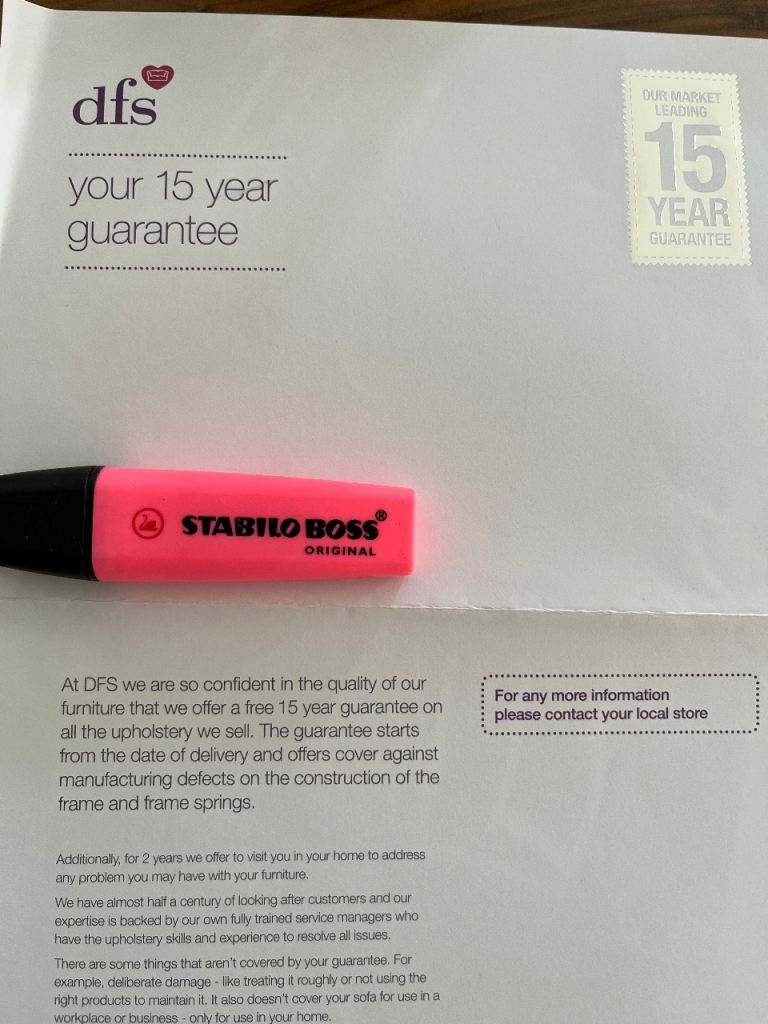 dfs
your 15 year
guarantee
OUR MARKET
LEADING
15
YEAR
GUARANTEE
STABILO BOSS®
ORIGINAL
At DFS we are so confident in the quality of our
furniture that we offer a free 15 year guarantee on
all the upholstery we sell. The guarantee starts
from the date of delivery and offers cover against
manufacturing defects on the construction of the
frame and frame springs.
For any more information
please contact your local store
Additionally, for 2 years we offer to visit you in your home to address
any problem you may have with your furniture.
We have almost half a century of looking after customers and our
expertise is backed by our own fully trained service managers who
have the upholstery skills and experience to resolve all issues.
There are some things that aren't covered by your guarantee. For
example, deliberate damage - like treating it roughly or not using the
right products to maintain it. It also doesn't cover your sofa for use in a
workplace or business - only for use in your home.